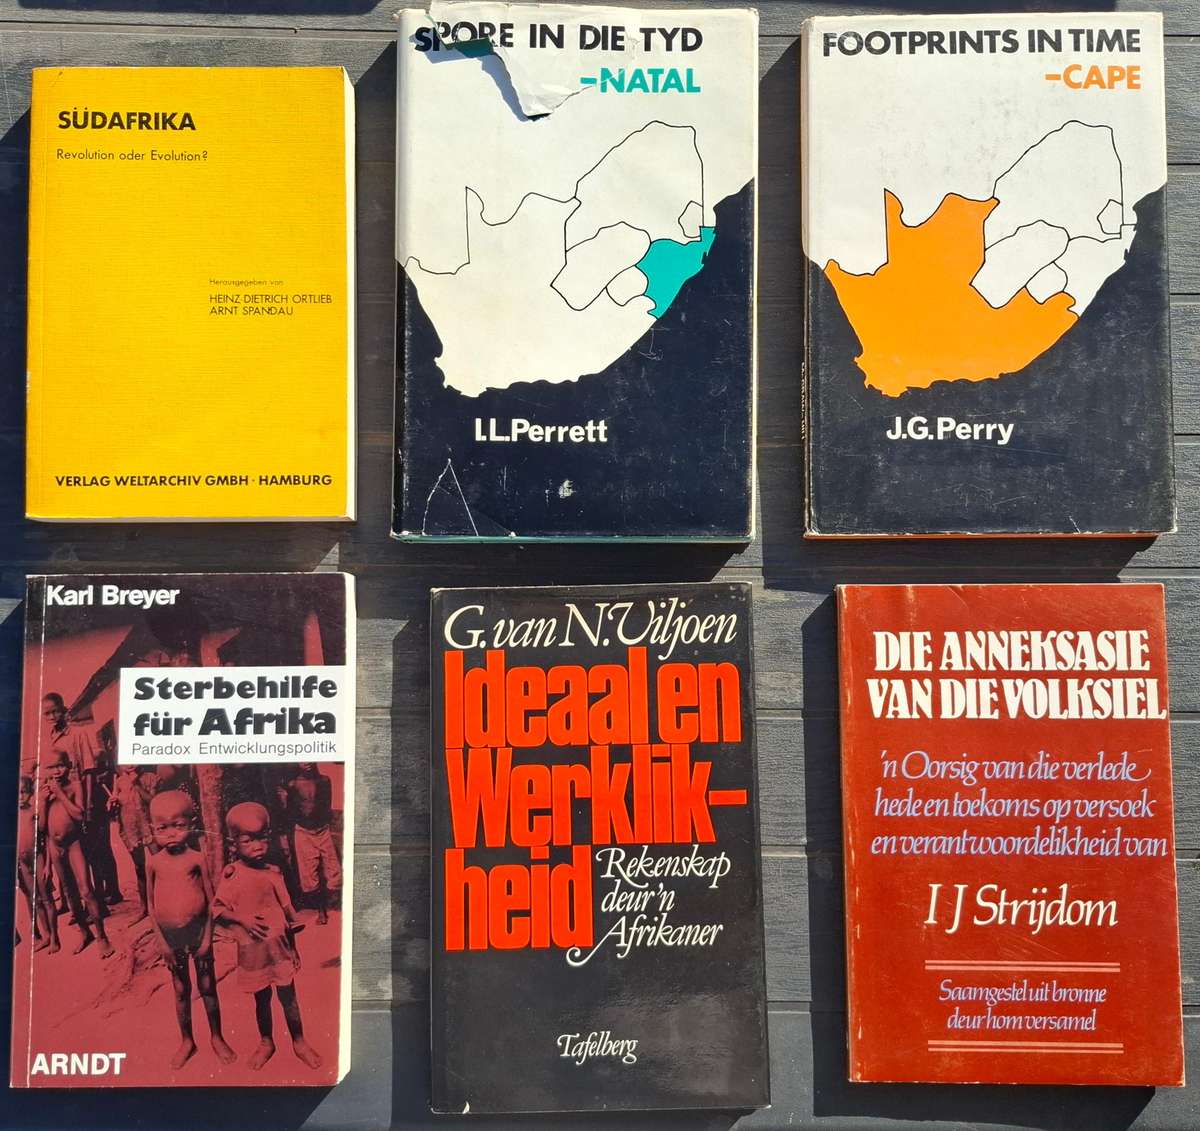 SÜDAFRIKA
Revolution oder Evolution?
Herausgegeben von
HEINZ-DIETRICH ORTLIEB
ARNT SPANDAU
VERLAG WELTARCHIV GMBH · HAMBURG
SPORE IN DIE TYD
-NATAL
I.L.Perrett
FOOTPRINTS IN TIME
-CAPE
J.G.Perry
Karl Breyer
Sterbehilfe
für Afrika
Paradox Entwicklungspolitik
ARNDT
G. van N. Viljoen
Ideaal en
Werklik-
heid
Rekenskap
deur 'n
Afrikaner
Tafelberg
DIE ANNEKSASIE
VAN DIE VOLKSIEL
'n Oorsig van die verlede
hede en toekoms op versoek
en verantwoordelikheid van
I J Strijdom
Saamgestel uit bronne
deur hom versamel